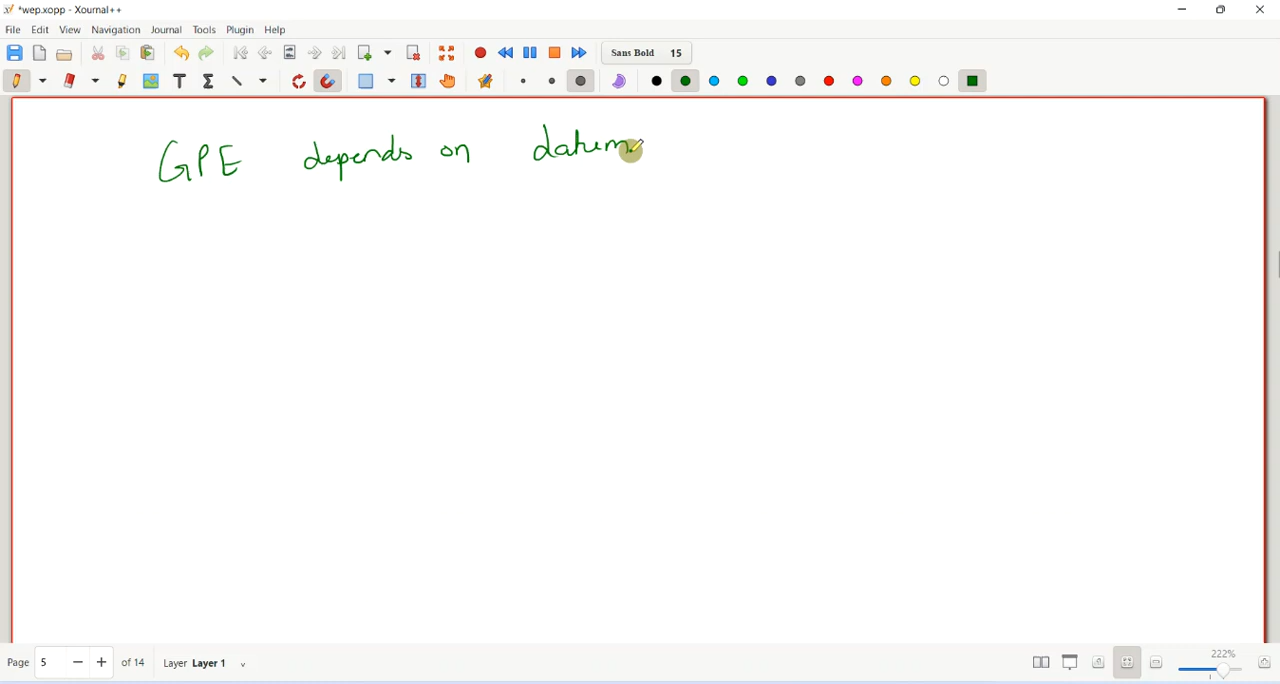 *wep.xopp - Xournal++
File Edit View Navigation Journal Tools Plugin Help
Sans Bold 15
GPE depends on datum
Page 5 of 14 Layer Layer 1 222%